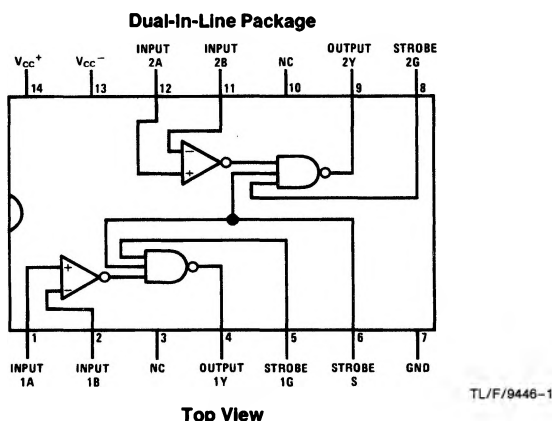 Dual-In-Line Package
INPUT INPUT OUTPUT STROBE
VCC+ VCC− 2A 2B NC 2Y 2G
14 13 12 11 10 9 8
−
+
+
−
1 2 3 4 5 6 7
INPUT INPUT NC OUTPUT STROBE STROBE GND
1A 1B 1Y 1G S
TL/F/9446–1
Top View